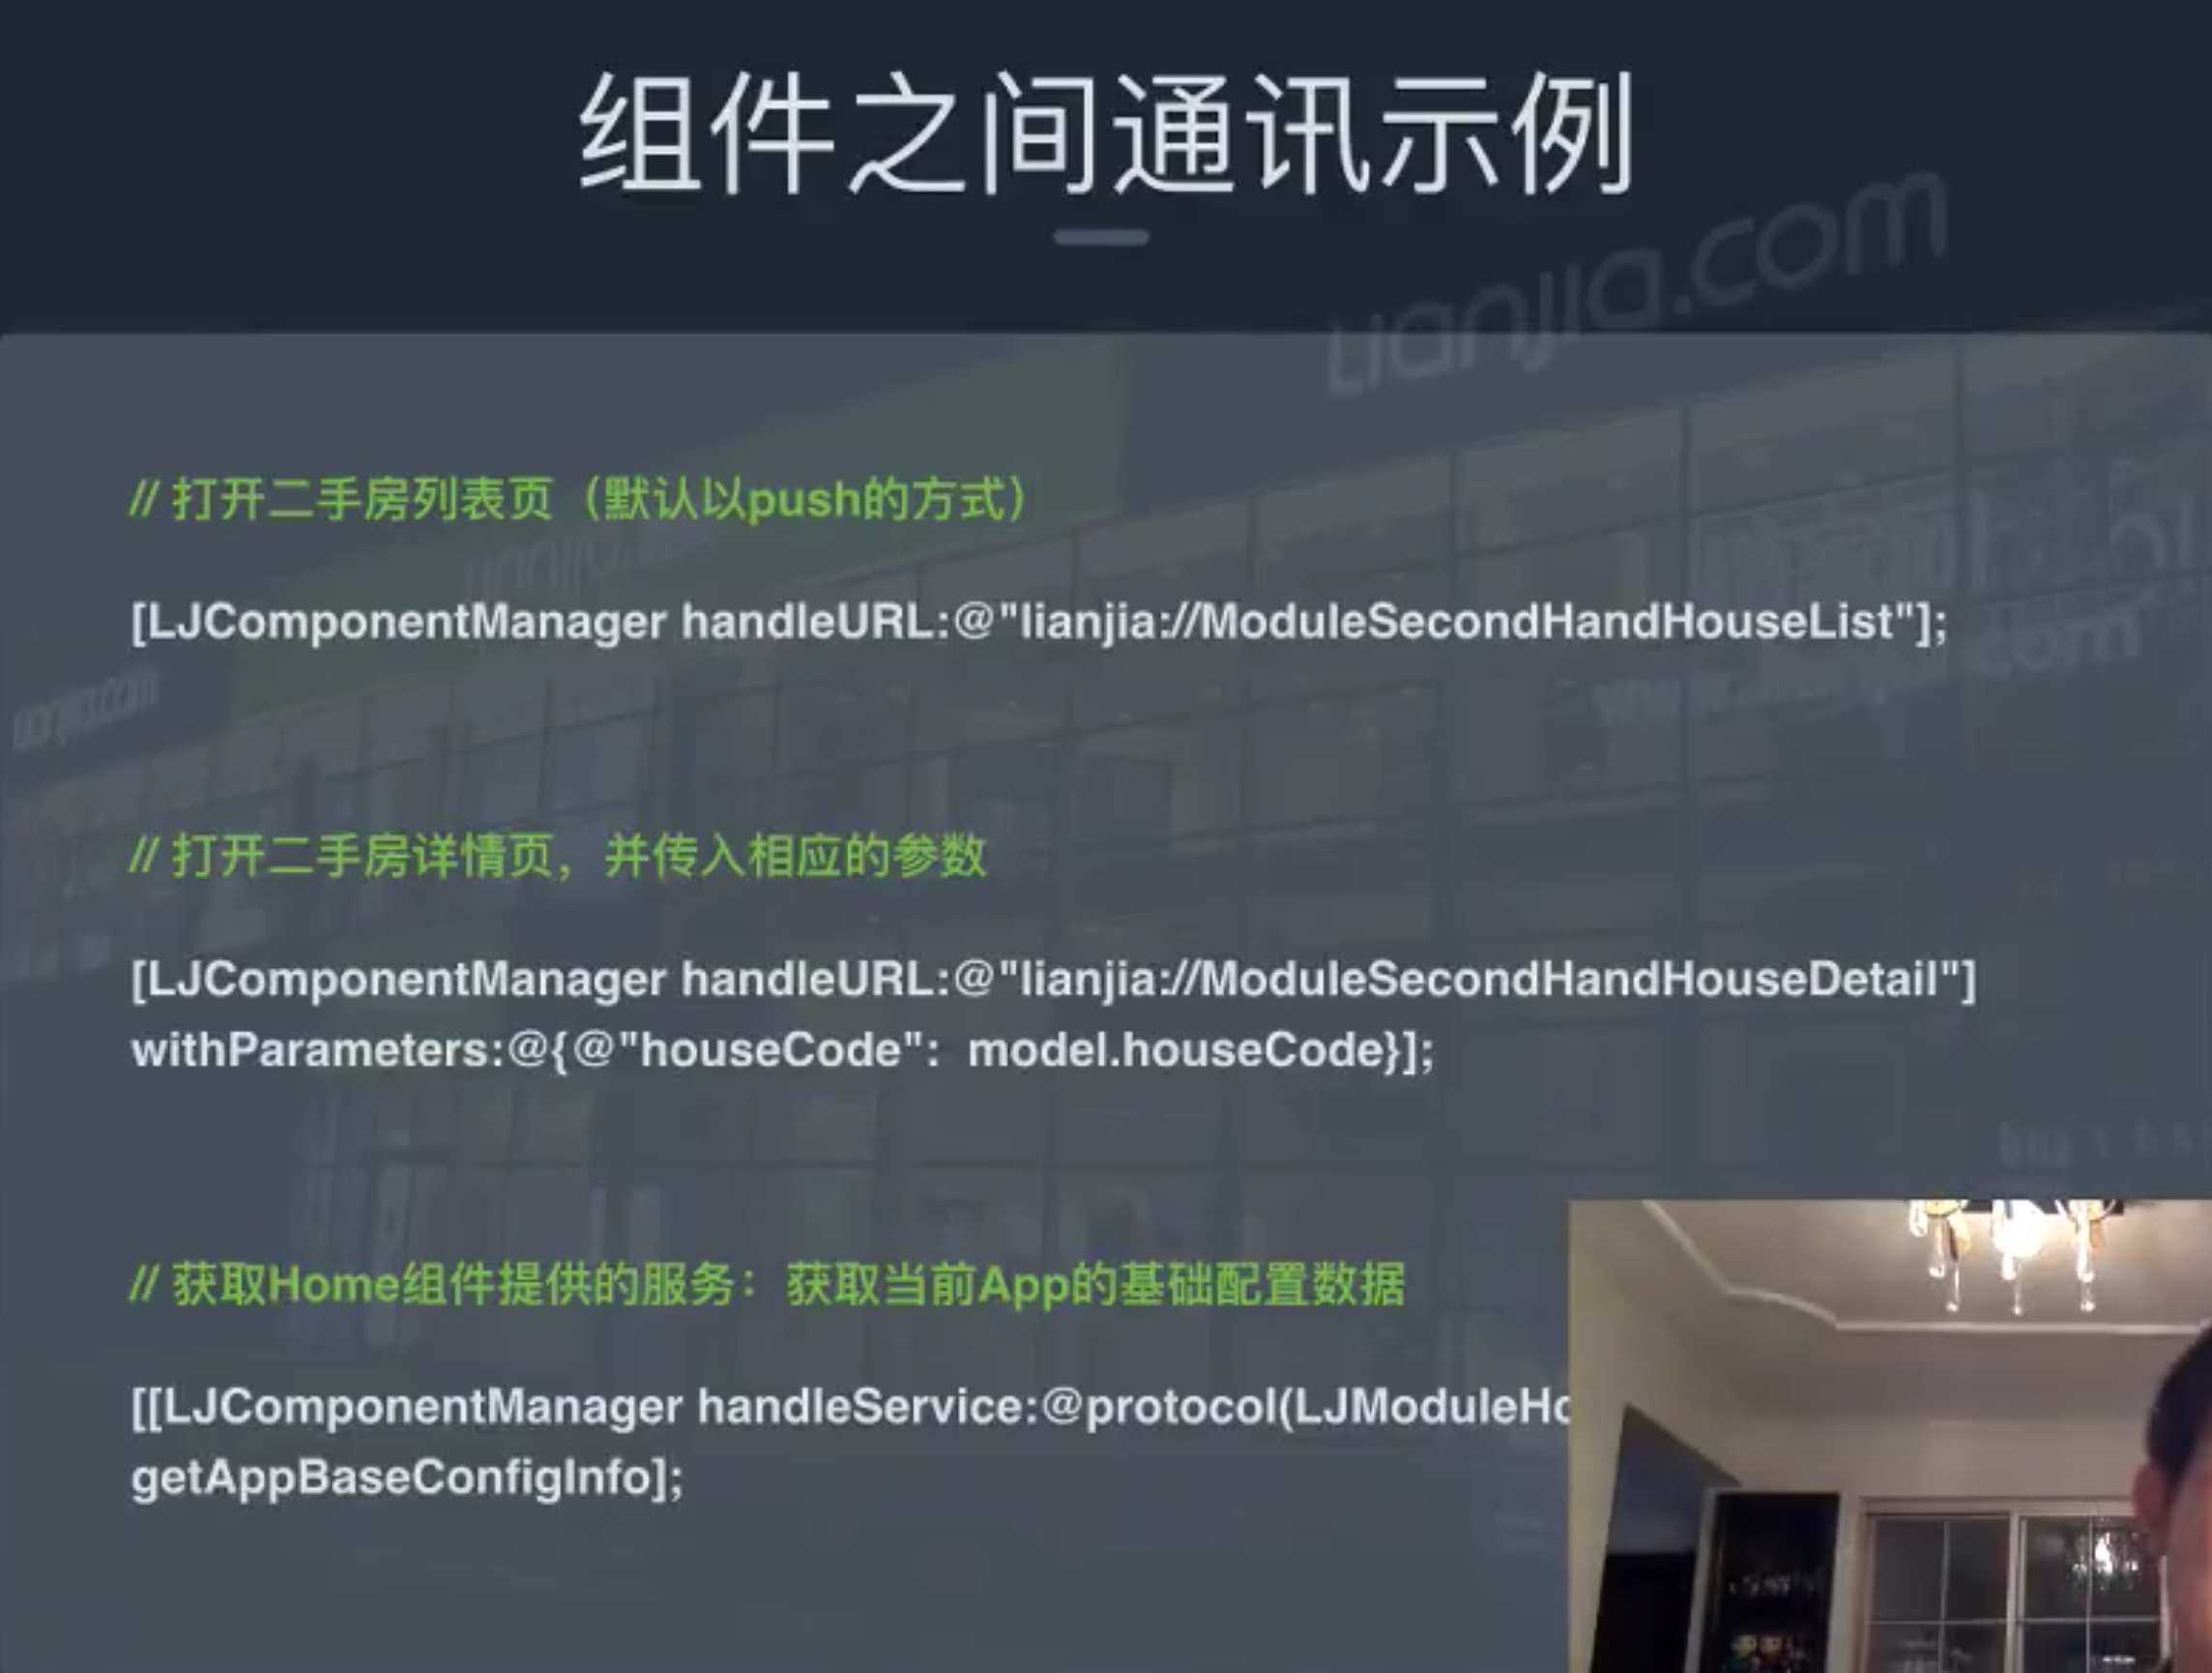 组件之间通讯示例
lianjia.com
// 打开二手房列表页（默认以push的方式）
[LJComponentManager handleURL:@"lianjia://ModuleSecondHandHouseList"];
lianjia.com
// 打开二手房详情页，并传入相应的参数
[LJComponentManager handleURL:@"lianjia://ModuleSecondHandHouseDetail"]
withParameters:@{@"houseCode":  model.houseCode}];
// 获取Home组件提供的服务：获取当前App的基础配置数据
[[LJComponentManager handleService:@protocol(LJModuleHo
getAppBaseConfigInfo];